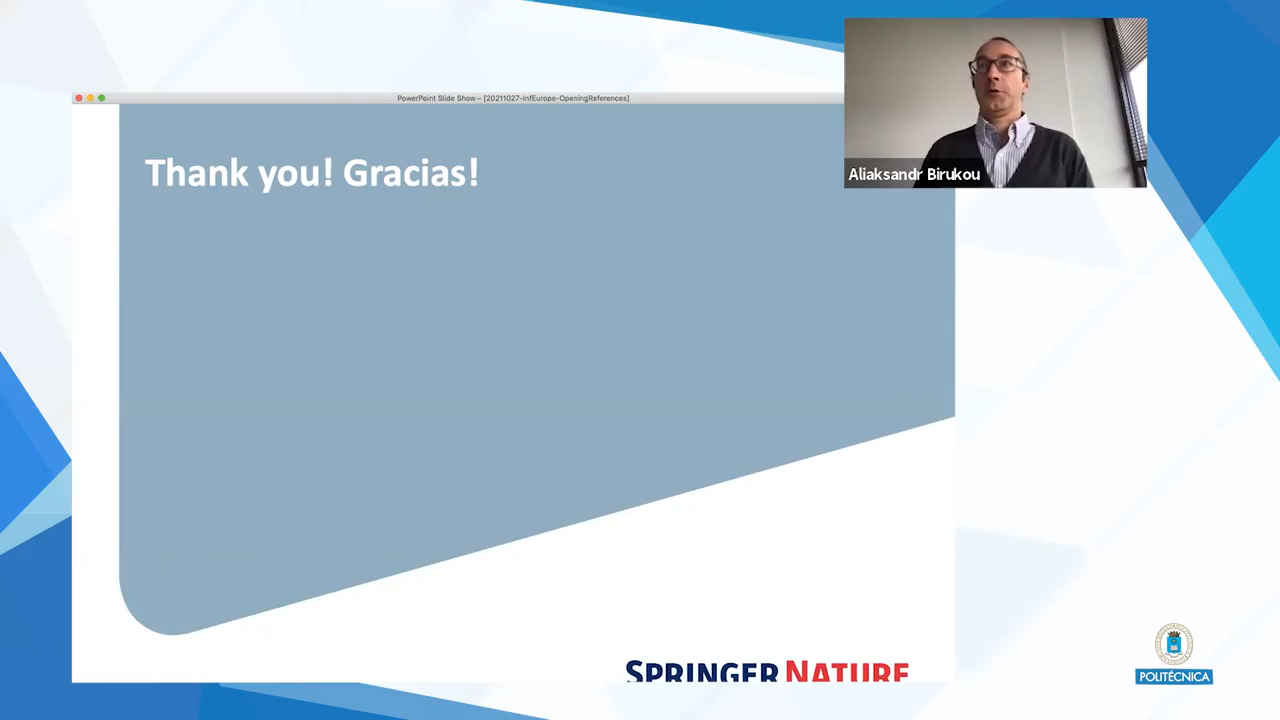 PowerPoint Slide Show – [20211027-InfEurope-OpeningReferences]
Thank you! Gracias!
Aliaksandr Birukou
SPRINGER NATURE
POLITÉCNICA